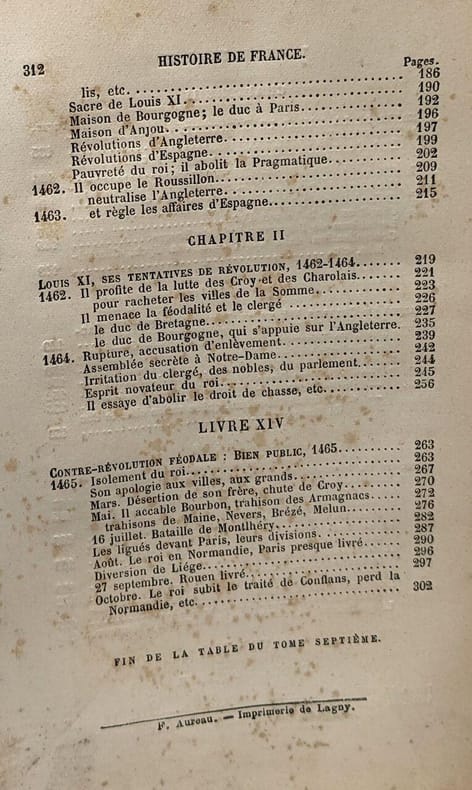 312 HISTOIRE DE FRANCE.
Pages.
lis, etc. 186
Sacre de Louis XI. 190
Maison de Bourgogne; le duc à Paris 192
Maison d'Anjou. 196
Révolutions d'Angleterre. 197
Révolutions d'Espagne. 199
Pauvreté du roi; il abolit la Pragmatique 202
1462. Il occupe le Roussillon. 209
neutralise l'Angleterre 211
1463. et règle les affaires d'Espagne. 215
CHAPITRE II
LOUIS XI, SES TENTATIVES DE RÉVOLUTION, 1462-1464. 219
1462. Il profite de la lutte des Croy et des Charolais. 221
pour racheter les villes de la Somme. 223
Il menace la féodalité et le clergé 226
le duc de Bretagne. 227
le duc de Bourgogne, qui s'appuie sur l'Angleterre. 235
1464. Rupture, accusation d'enlèvement. 239
Assemblée secrète à Notre-Dame. 242
Irritation du clergé, des nobles, du parlement. 244
Esprit novateur du roi. 245
Il essaye d'abolir le droit de chasse, etc. 256
LIVRE XIV
CONTRE-RÉVOLUTION FÉODALE : BIEN PUBLIC, 1465. 263
1465. Isolement du roi. 263
Son apologie aux villes, aux grands. 267
Mars. Désertion de son frère, chute de Croy. 270
Mai. Il accable Bourbon, trahison des Armagnacs. 272
trahisons de Maine, Nevers, Brézé, Melun. 276
16 juillet. Bataille de Montlhéry. 282
Les ligués devant Paris, leurs divisions. 287
Août. Le roi en Normandie, Paris presque livré. 290
Diversion de Liége. 296
27 septembre. Rouen livré. 297
Octobre. Le roi subit le traité de Conflans, perd la
Normandie, etc. 302
FIN DE LA TABLE DU TOME SEPTIÈME.
F. Aureau. — Imprimerie de Lagny.